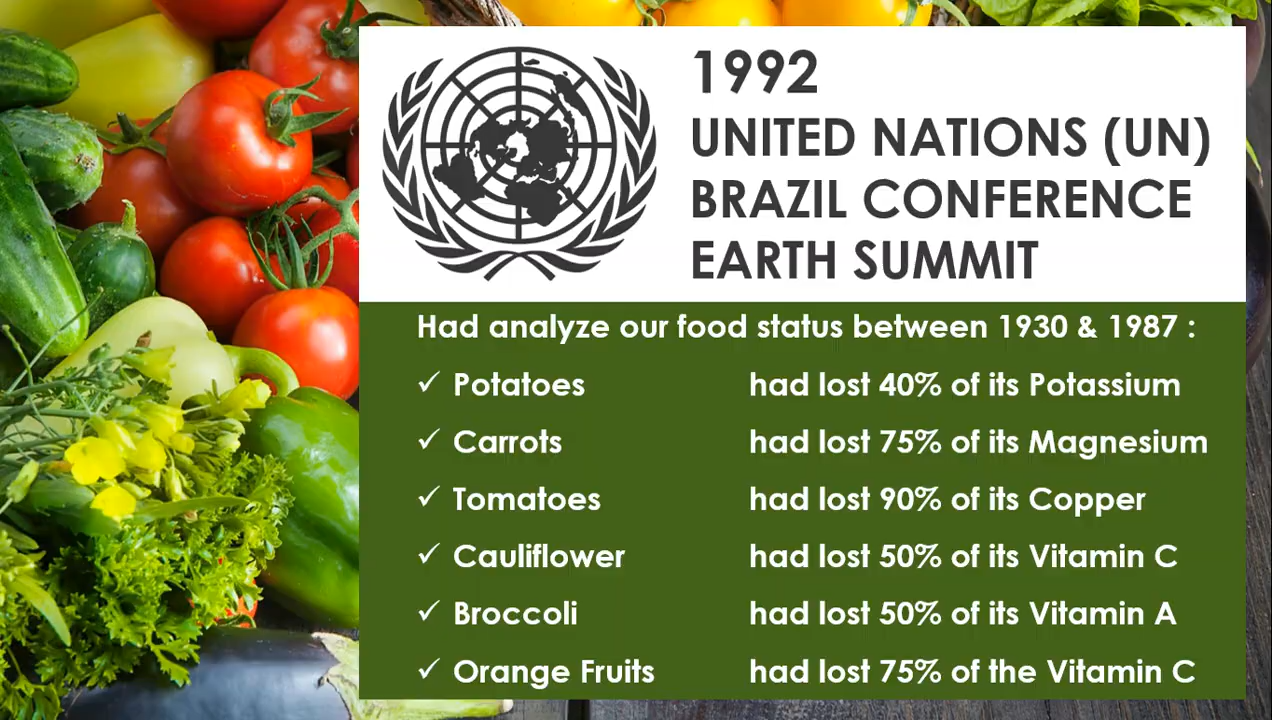 1992
UNITED NATIONS (UN)
BRAZIL CONFERENCE
EARTH SUMMIT
Had analyze our food status between 1930 & 1987 :
✓ Potatoes had lost 40% of its Potassium
✓ Carrots had lost 75% of its Magnesium
✓ Tomatoes had lost 90% of its Copper
✓ Cauliflower had lost 50% of its Vitamin C
✓ Broccoli had lost 50% of its Vitamin A
✓ Orange Fruits had lost 75% of the Vitamin C